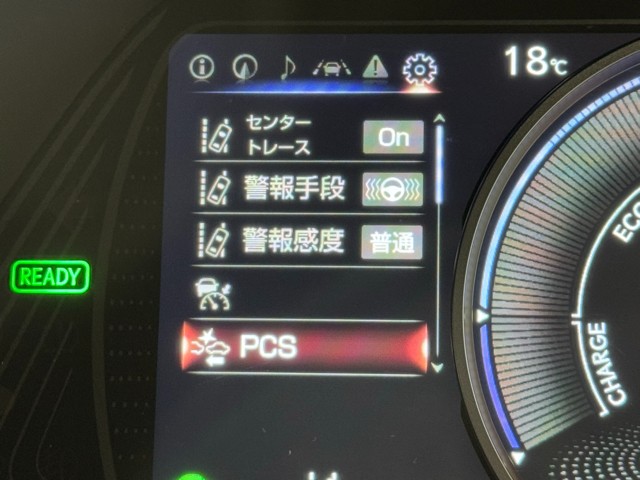 18℃
センター
トレース
On
警報手段
警報感度
普通
READY
PCS
ECO
CHARGE